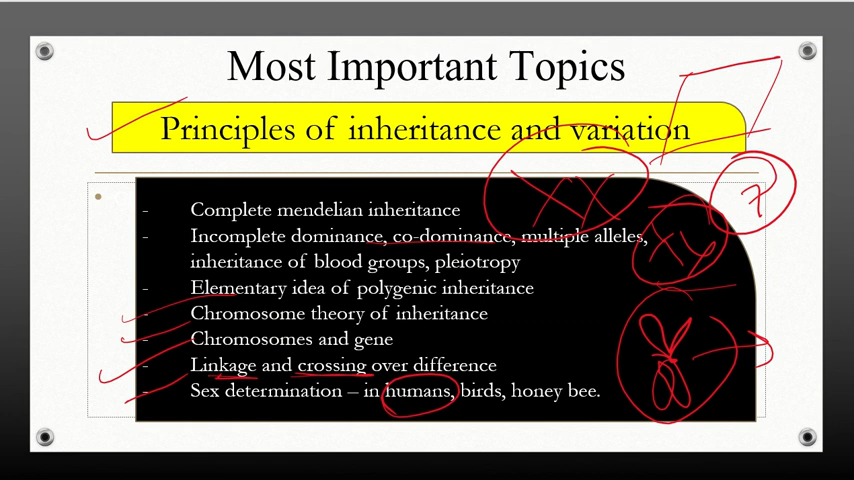 Most Important Topics
Principles of inheritance and variation
- Complete mendelian inheritance
- Incomplete dominance, co-dominance, multiple alleles,
inheritance of blood groups, pleiotropy
- Elementary idea of polygenic inheritance
- Chromosome theory of inheritance
- Chromosomes and gene
- Linkage and crossing over difference
- Sex determination – in humans, birds, honey bee.
XX
XY